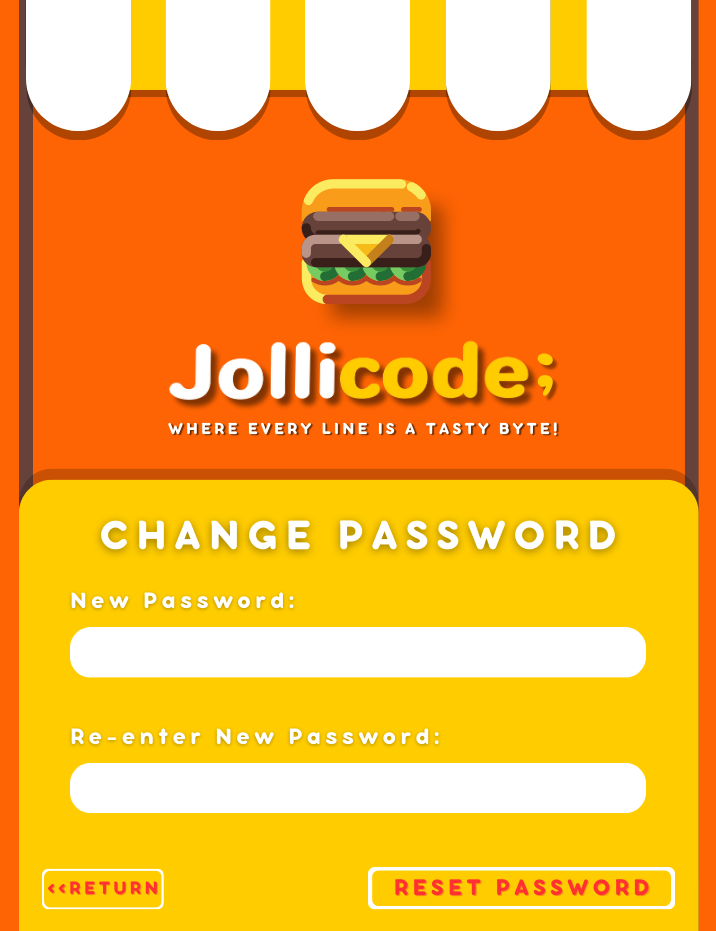 Jollicode;
WHERE EVERY LINE IS A TASTY BYTE!
CHANGE PASSWORD
New Password:
Re-enter New Password:
<<RETURN
RESET PASSWORD